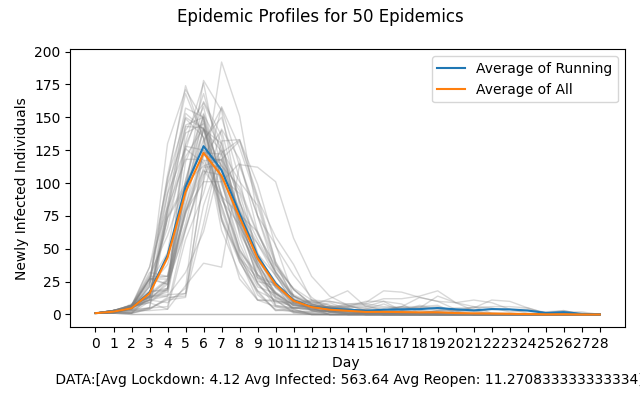 Epidemic Profiles for 50 Epidemics
200
175
150
125
100
75
50
25
0
Newly Infected Individuals
Average of Running
Average of All
0 1 2 3 4 5 6 7 8 9 10 11 12 13 14 15 16 17 18 19 20 21 22 23 24 25 26 27 28
Day
DATA:[Avg Lockdown: 4.12 Avg Infected: 563.64 Avg Reopen: 11.270833333333334]